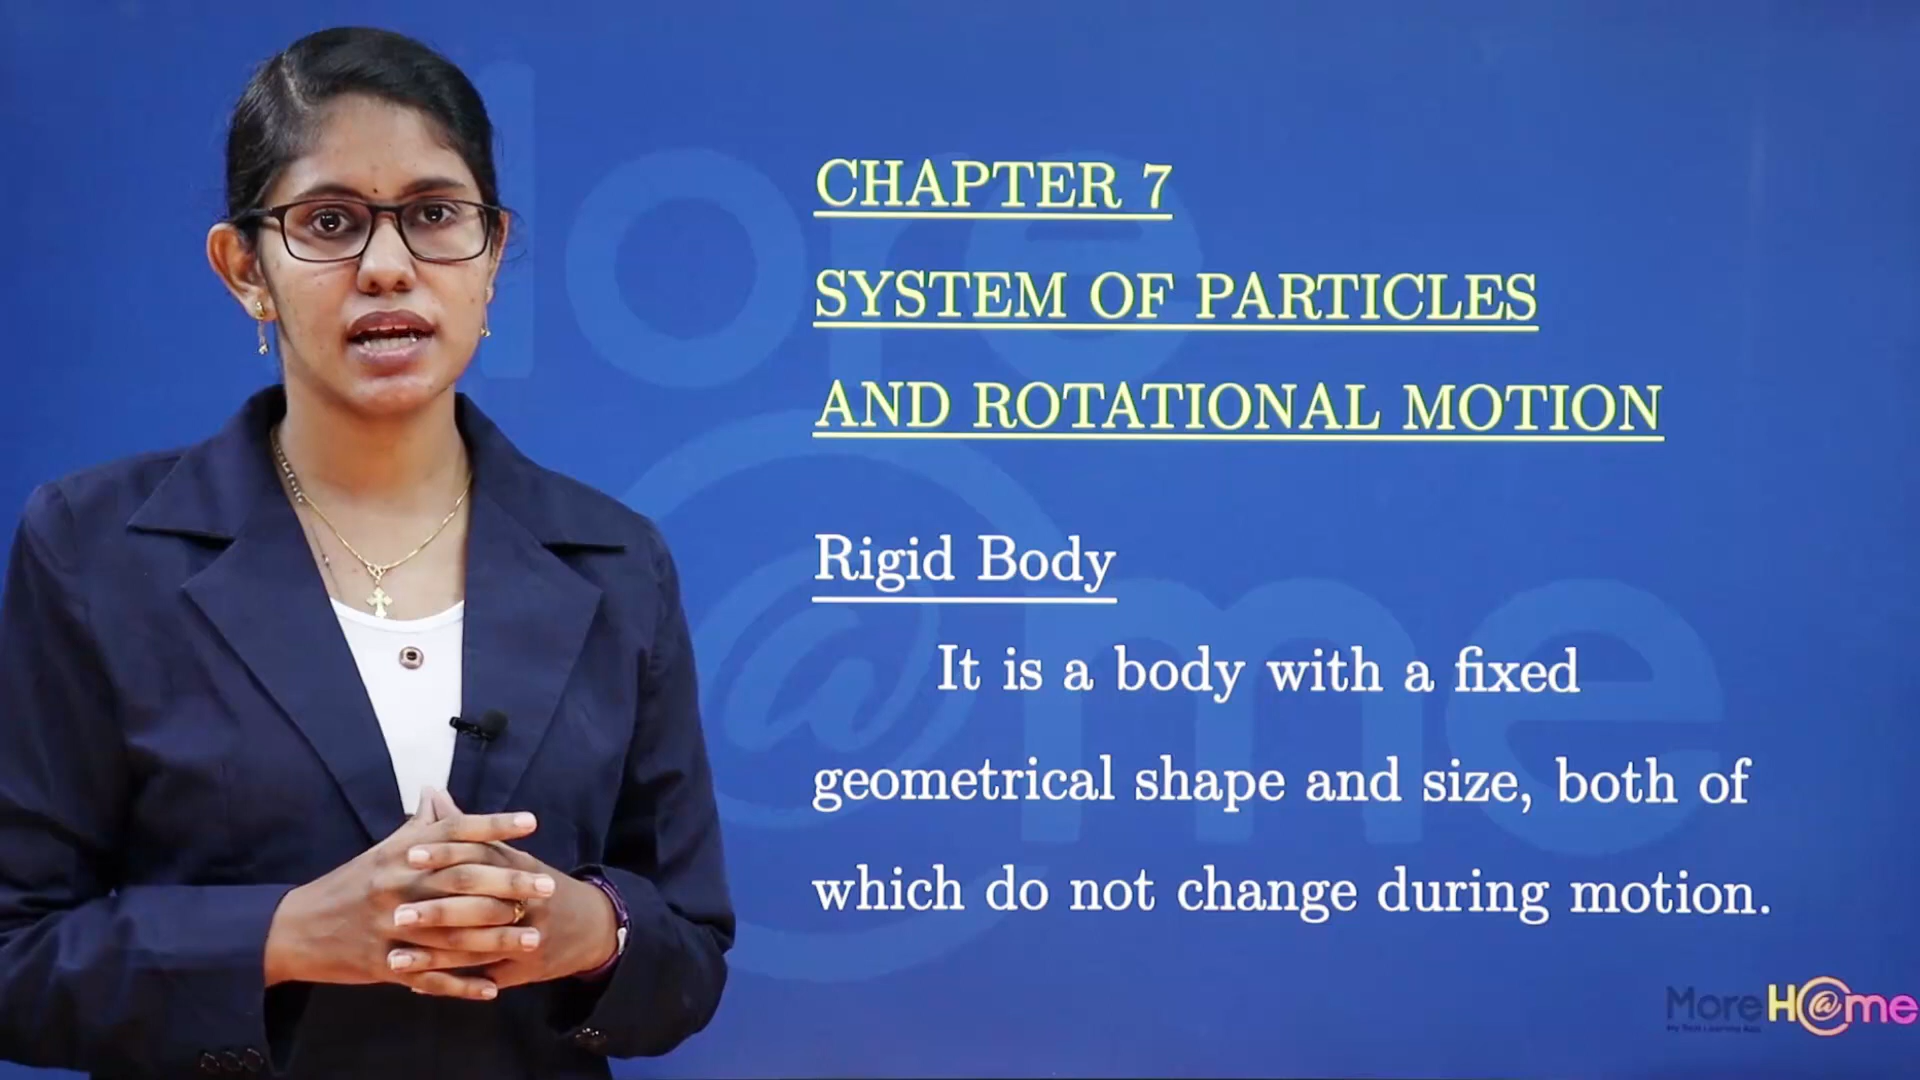 CHAPTER 7
SYSTEM OF PARTICLES
AND ROTATIONAL MOTION
Rigid Body
It is a body with a fixed
geometrical shape and size, both of
which do not change during motion.
More H@me